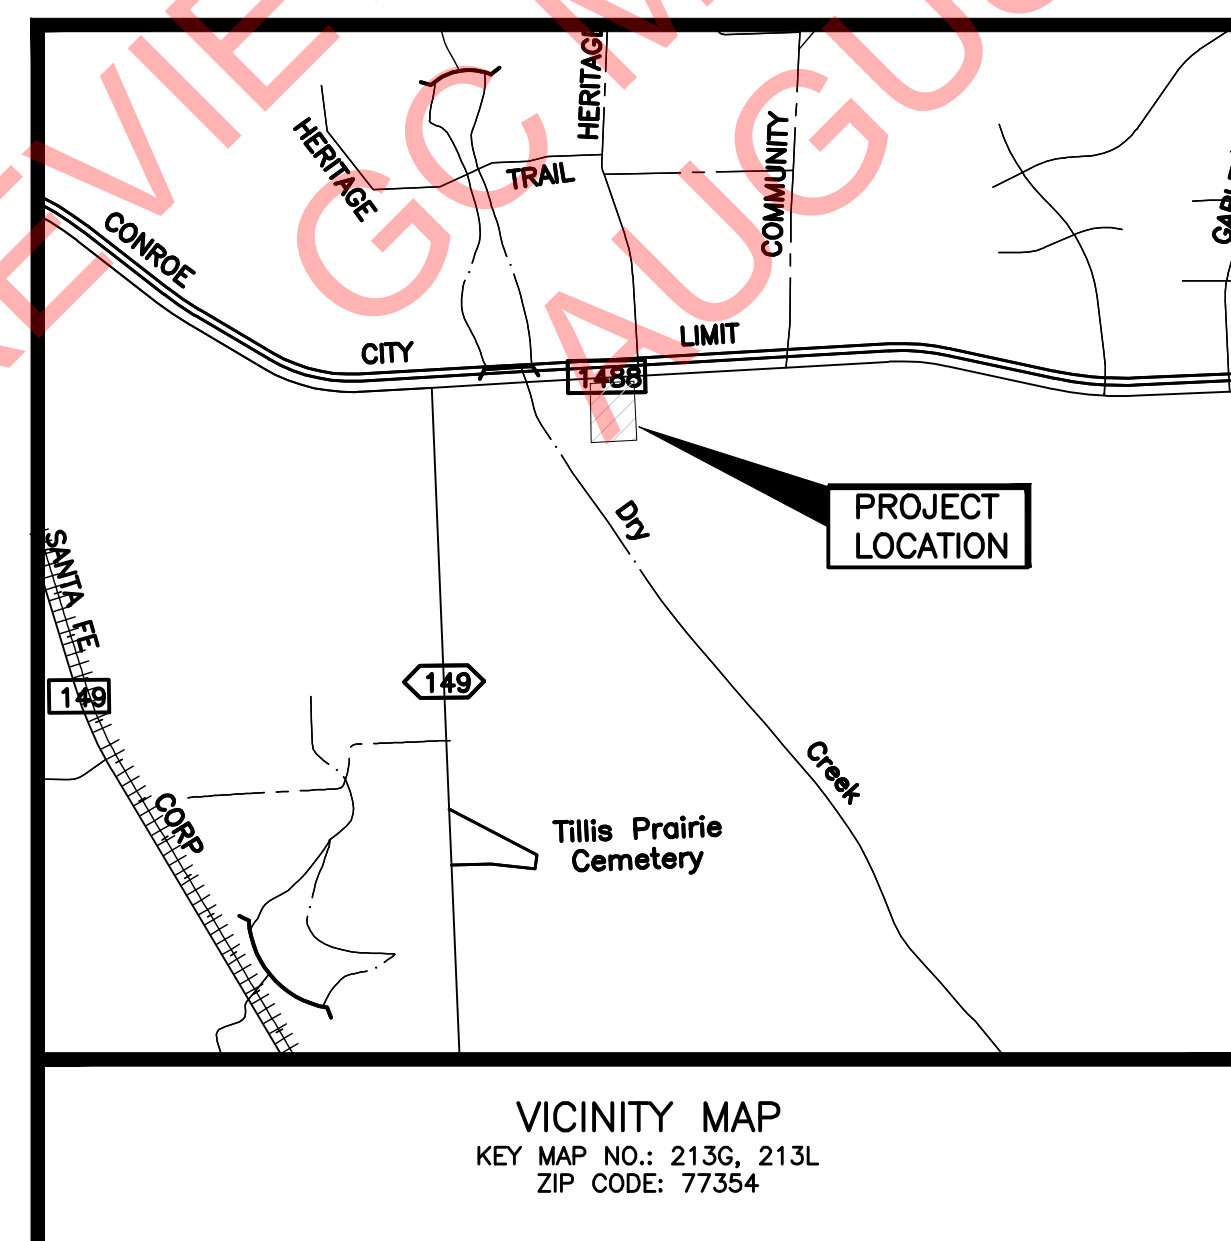 HERITAGE
HERITAGE
TRAIL
COMMUNITY
CONROE
CITY
LIMIT
1488
PROJECT
LOCATION
Dry
SANTA FE
149
149
Creek
CORP
Tillis Prairie
Cemetery
VICINITY MAP
KEY MAP NO.: 213G, 213L
ZIP CODE: 77354